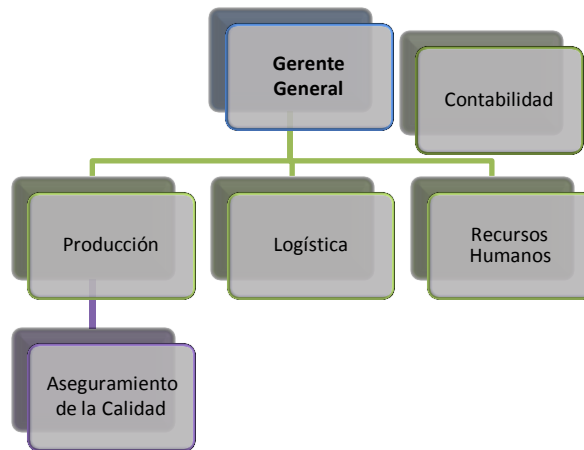 Gerente
General
Contabilidad
Producción
Logística
Recursos
Humanos
Aseguramiento
de la Calidad